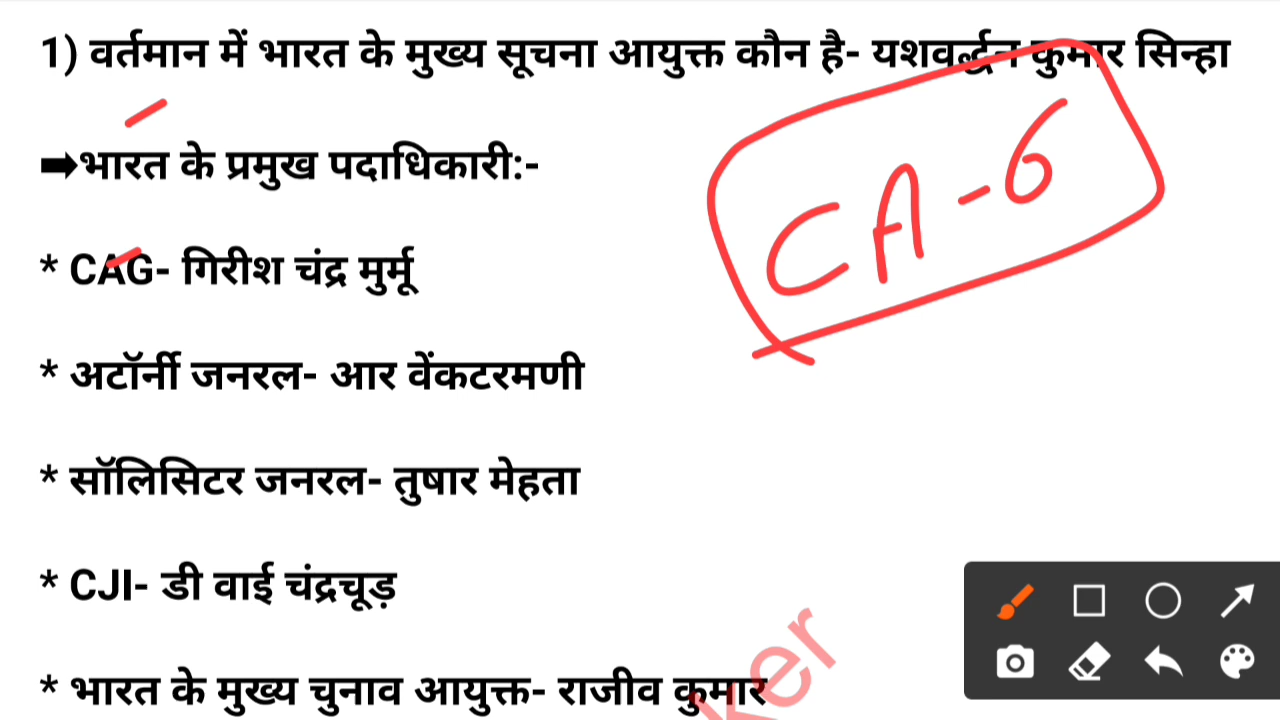 1) वर्तमान में भारत के मुख्य सूचना आयुक्त कौन है- यशवर्द्धन कुमार सिन्हा
➡भारत के प्रमुख पदाधिकारी:-
CA-6
* CAG- गिरीश चंद्र मुर्मू
* अटॉर्नी जनरल- आर वेंकटरमणी
* सॉलिसिटर जनरल- तुषार मेहता
* CJI- डी वाई चंद्रचूड़
* भारत के मुख्य चुनाव आयुक्त- राजीव कुमार